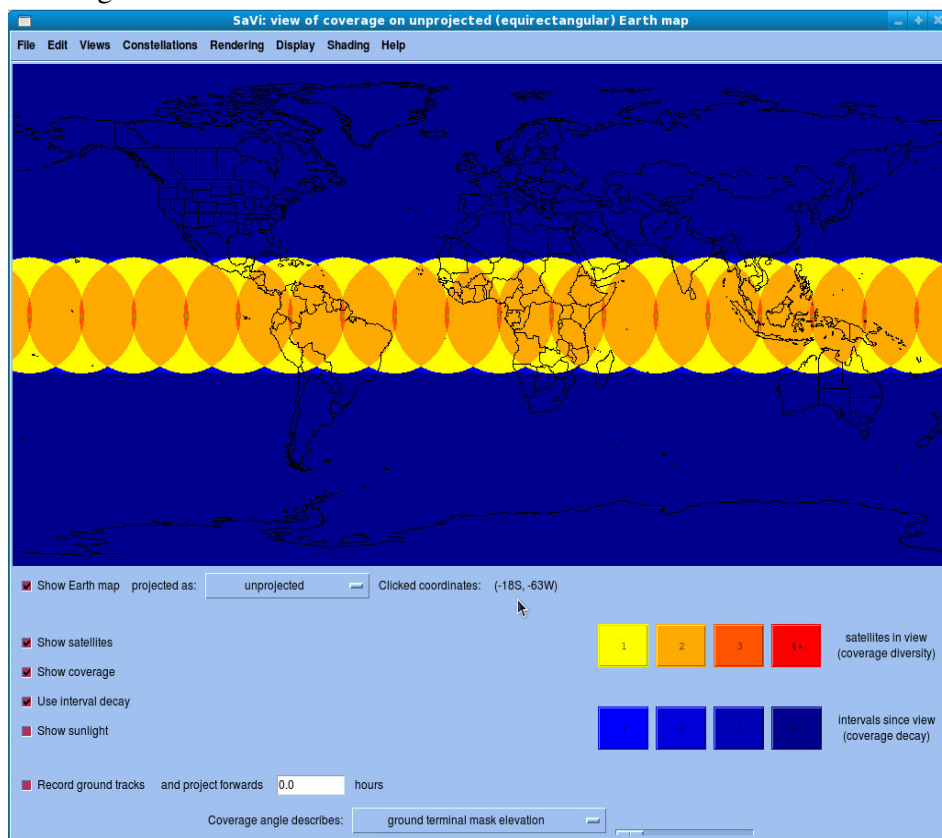 SaVi: view of coverage on unprojected (equirectangular) Earth map
File Edit Views Constellations Rendering Display Shading Help
Show Earth map projected as: unprojected Clicked coordinates: (-18S, -63W)
Show satellites
1 2 3 4+ satellites in view
(coverage diversity)
Show coverage
Use interval decay
intervals since view
(coverage decay)
Show sunlight
Record ground tracks and project forwards 0.0 hours
Coverage angle describes: ground terminal mask elevation